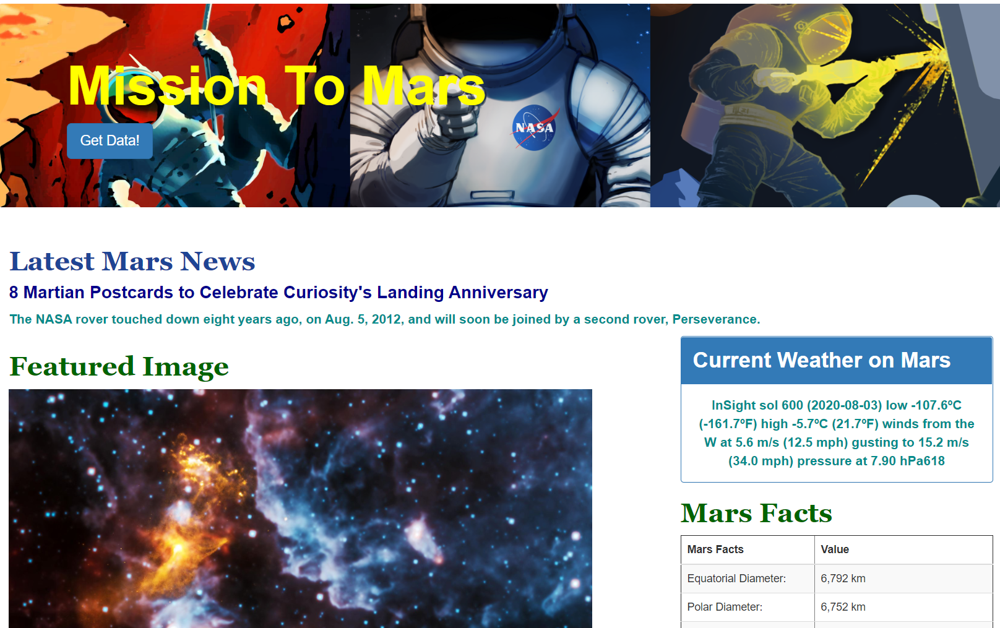 Mission To Mars
NASA
Get Data!
Latest Mars News
8 Martian Postcards to Celebrate Curiosity's Landing Anniversary
The NASA rover touched down eight years ago, on Aug. 5, 2012, and will soon be joined by a second rover, Perseverance.
Featured Image
Current Weather on Mars
InSight sol 600 (2020-08-03) low -107.6ºC
(-161.7ºF) high -5.7ºC (21.7ºF) winds from the
W at 5.6 m/s (12.5 mph) gusting to 15.2 m/s
(34.0 mph) pressure at 7.90 hPa618
Mars Facts
Mars Facts Value
Equatorial Diameter: 6,792 km
Polar Diameter: 6,752 km